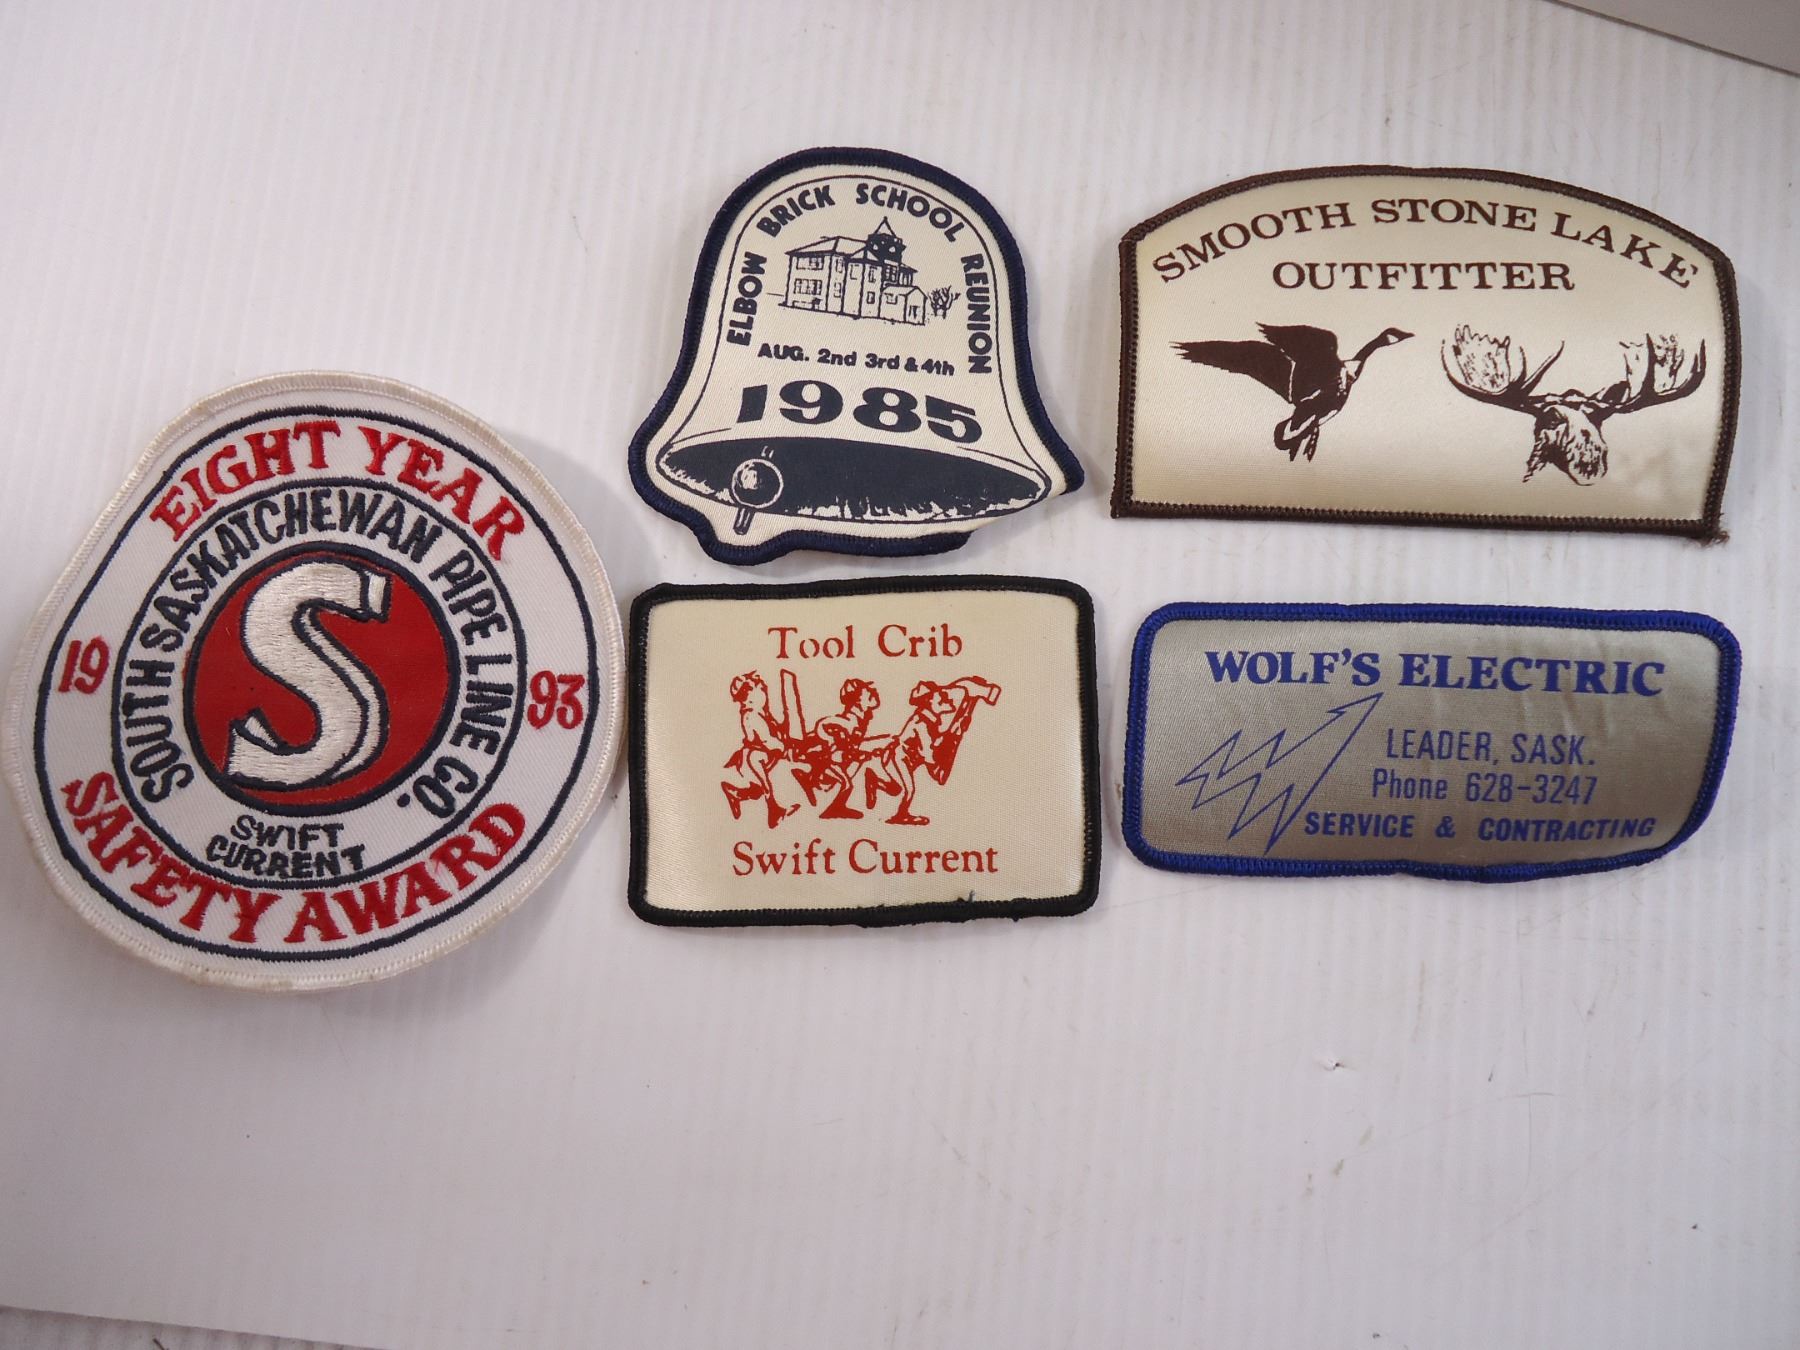 EIGHT YEAR
SOUTH SASKATCHEWAN PIPE LINE CO.
S
19 93
SWIFT
CURRENT
SAFETY AWARD
ELBOW BRICK SCHOOL REUNION
AUG. 2nd 3rd & 4th
1985
SMOOTH STONE LAKE
OUTFITTER
Tool Crib
Swift Current
WOLF'S ELECTRIC
LEADER, SASK.
Phone 628-3247
SERVICE & CONTRACTING